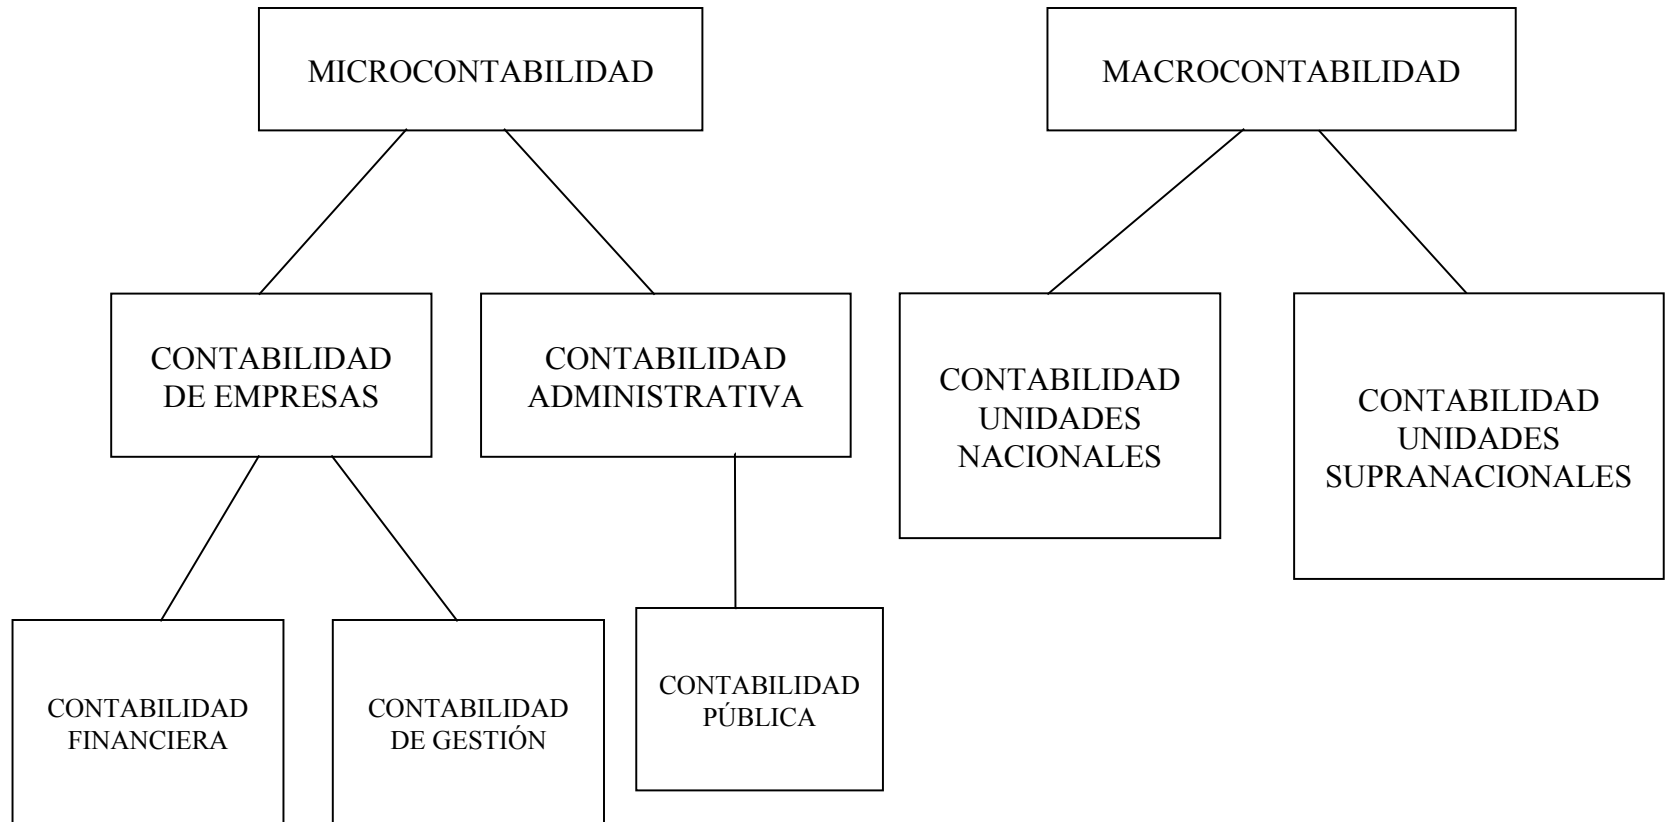 MICROCONTABILIDAD
MACROCONTABILIDAD
CONTABILIDAD
DE EMPRESAS
CONTABILIDAD
ADMINISTRATIVA
CONTABILIDAD
UNIDADES
NACIONALES
CONTABILIDAD
UNIDADES
SUPRANACIONALES
CONTABILIDAD
FINANCIERA
CONTABILIDAD
DE GESTIÓN
CONTABILIDAD
PÚBLICA